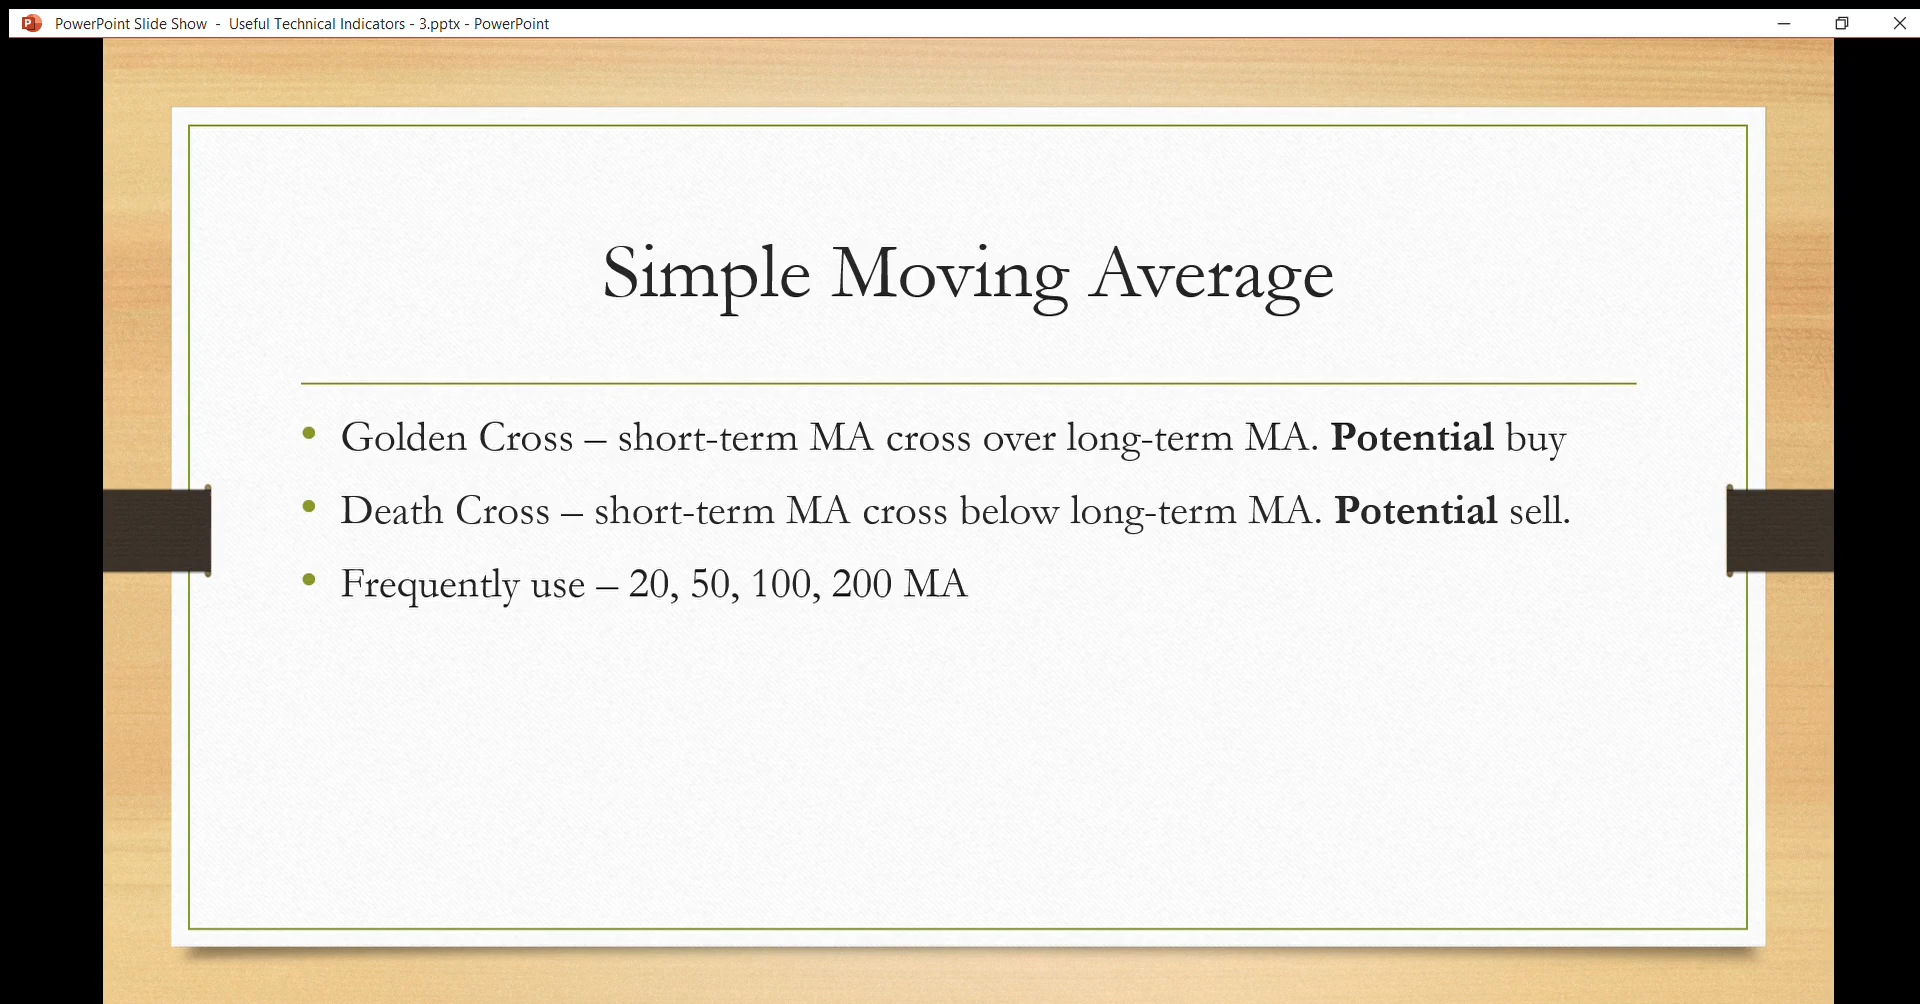 PowerPoint Slide Show - Useful Technical Indicators - 3.pptx - PowerPoint
Simple Moving Average
• Golden Cross – short-term MA cross over long-term MA. Potential buy
• Death Cross – short-term MA cross below long-term MA. Potential sell.
• Frequently use – 20, 50, 100, 200 MA